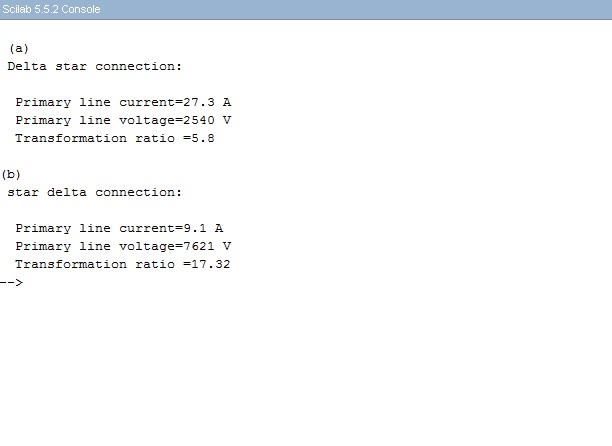 Scilab 5.5.2 Console
(a)
Delta star connection:
Primary line current=27.3 A
Primary line voltage=2540 V
Transformation ratio =5.8
(b)
star delta connection:
Primary line current=9.1 A
Primary line voltage=7621 V
Transformation ratio =17.32
-->